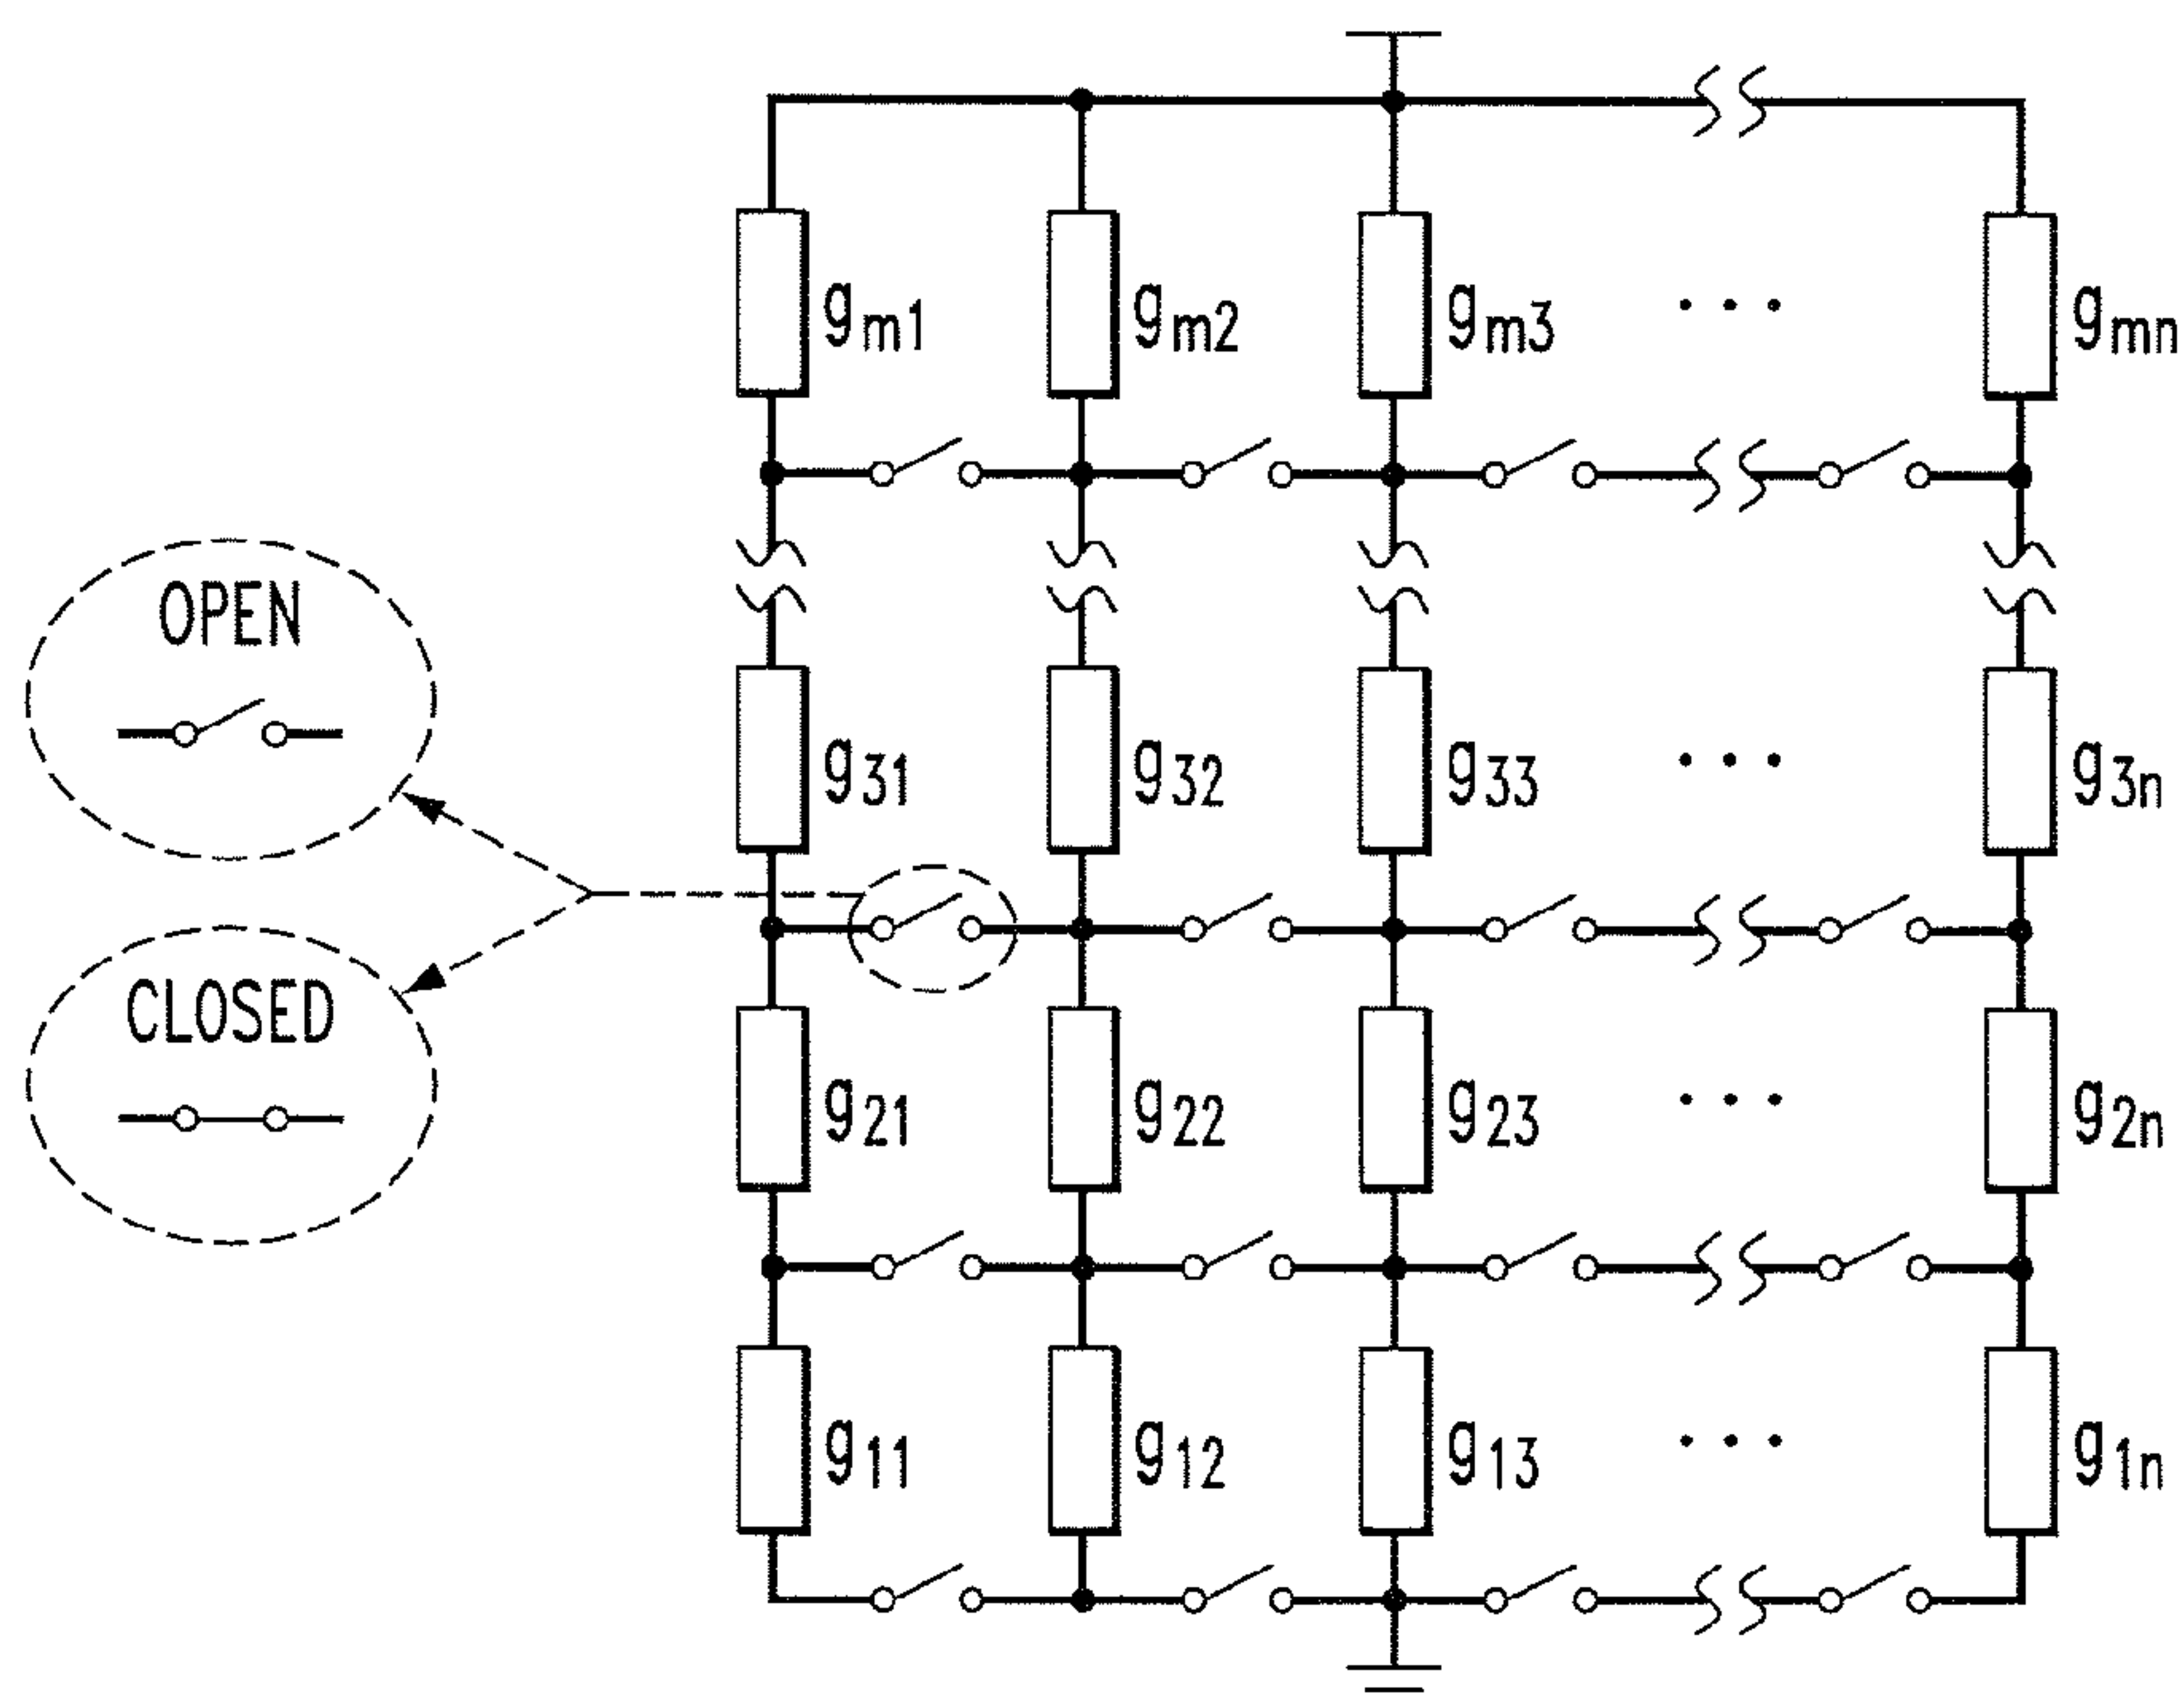 gm1 gm2 gm3 ... gmn
OPEN
g31 g32 g33 ... g3n
CLOSED
g21 g22 g23 ... g2n
g11 g12 g13 ... g1n